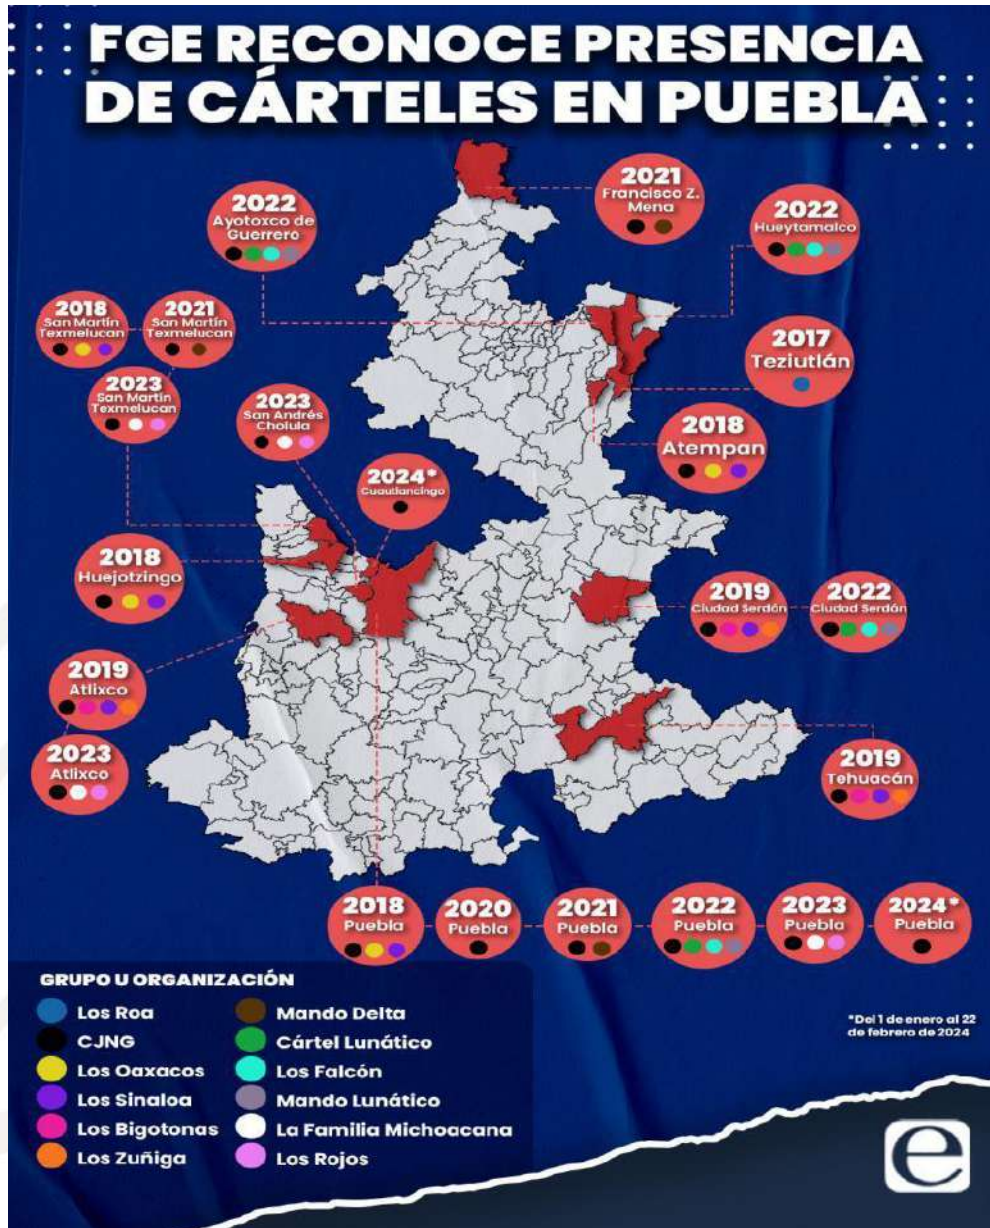 FGE RECONOCE PRESENCIA
DE CÁRTELES EN PUEBLA
2021
Francisco Z.
Mena
2022
Ayotoxco de
Guerrero
2022
Hueytamalco
2018
San Martín
Texmelucan
2021
San Martín
Texmelucan
2017
Teziutlán
2023
San Martín
Texmelucan
2023
San Andrés
Cholula
2018
Atempan
2024*
Cuautlancingo
2018
Huejotzingo
2019
Ciudad Serdán
2022
Ciudad Serdán
2019
Atlixco
2023
Atlixco
2019
Tehuacán
2018
Puebla
2020
Puebla
2021
Puebla
2022
Puebla
2023
Puebla
2024*
Puebla
GRUPO U ORGANIZACIÓN
Los Roa
CJNG
Los Oaxacos
Los Sinaloa
Los Bigotonas
Los Zuñiga
Mando Delta
Cártel Lunático
Los Falcón
Mando Lunático
La Familia Michoacana
Los Rojos
*Del 1 de enero al 22
de febrero de 2024
e